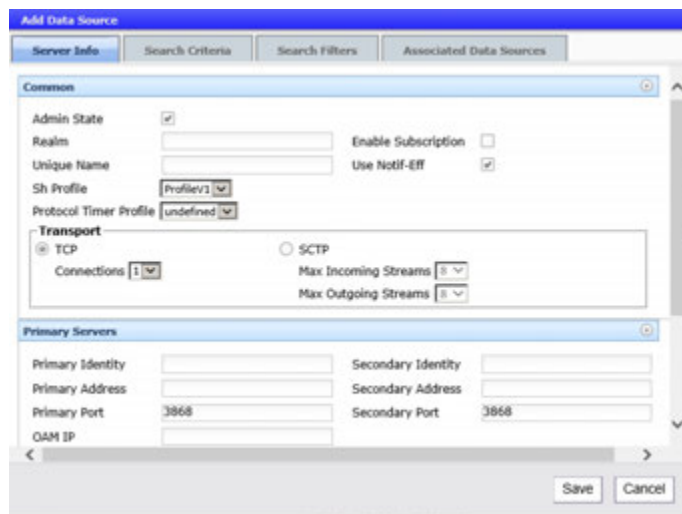 Add Data Source
Server Info Search Criteria Search Filters Associated Data Sources
Common
Admin State
Realm Enable Subscription
Unique Name Use Notif-Eff
Sh Profile ProfileV1
Protocol Timer Profile undefined
Transport
TCP SCTP
Connections 1 Max Incoming Streams 8
Max Outgoing Streams 8
Primary Servers
Primary Identity Secondary Identity
Primary Address Secondary Address
Primary Port 3868 Secondary Port 3868
OAM IP
Save Cancel